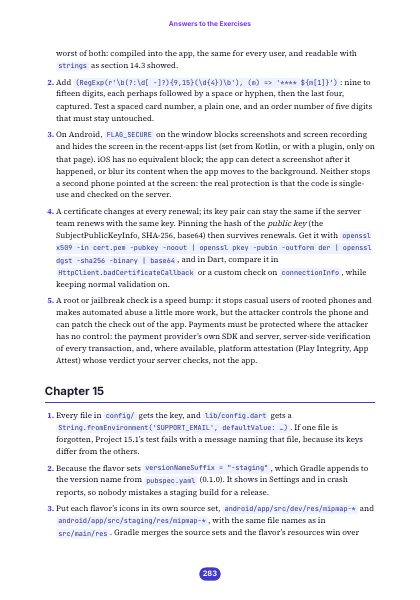 Answers to the Exercises
worst of both: compiled into the app, the same for every user, and readable with
strings as section 14.3 showed.
2. Add (RegExp(r'\b(?:\d[ -]?){9,15}(\d{4})\b'), (m) => '**** ${m[1]}') : nine to
fifteen digits, each perhaps followed by a space or hyphen, then the last four,
captured. Test a spaced card number, a plain one, and an order number of five digits
that must stay untouched.
3. On Android, FLAG_SECURE on the window blocks screenshots and screen recording
and hides the screen in the recent-apps list (set from Kotlin, or with a plugin, only on
that page). iOS has no equivalent block; the app can detect a screenshot after it
happened, or blur its content when the app moves to the background. Neither stops
a second phone pointed at the screen: the real protection is that the code is single-
use and checked on the server.
4. A certificate changes at every renewal; its key pair can stay the same if the server
team renews with the same key. Pinning the hash of the public key (the
SubjectPublicKeyInfo, SHA-256, base64) then survives renewals. Get it with openssl
x509 -in cert.pem -pubkey -noout | openssl pkey -pubin -outform der | openssl
dgst -sha256 -binary | base64 , and in Dart, compare it in
HttpClient.badCertificateCallback or a custom check on connectionInfo , while
keeping normal validation on.
5. A root or jailbreak check is a speed bump: it stops casual users of rooted phones and
makes automated abuse a little more work, but the attacker controls the phone and
can patch the check out of the app. Payments must be protected where the attacker
has no control: the payment provider's own SDK and server, server-side verification
of every transaction, and, where available, platform attestation (Play Integrity, App
Attest) whose verdict your server checks, not the app.
Chapter 15
1. Every file in config/ gets the key, and lib/config.dart gets a
String.fromEnvironment('SUPPORT_EMAIL', defaultValue: …) . If one file is
forgotten, Project 15.1's test fails with a message naming that file, because its keys
differ from the others.
2. Because the flavor sets versionNameSuffix = "-staging" , which Gradle appends to
the version name from pubspec.yaml (0.1.0). It shows in Settings and in crash
reports, so nobody mistakes a staging build for a release.
3. Put each flavor's icons in its own source set, android/app/src/dev/res/mipmap-* and
android/app/src/staging/res/mipmap-* , with the same file names as in
src/main/res . Gradle merges the source sets and the flavor's resources win over
283